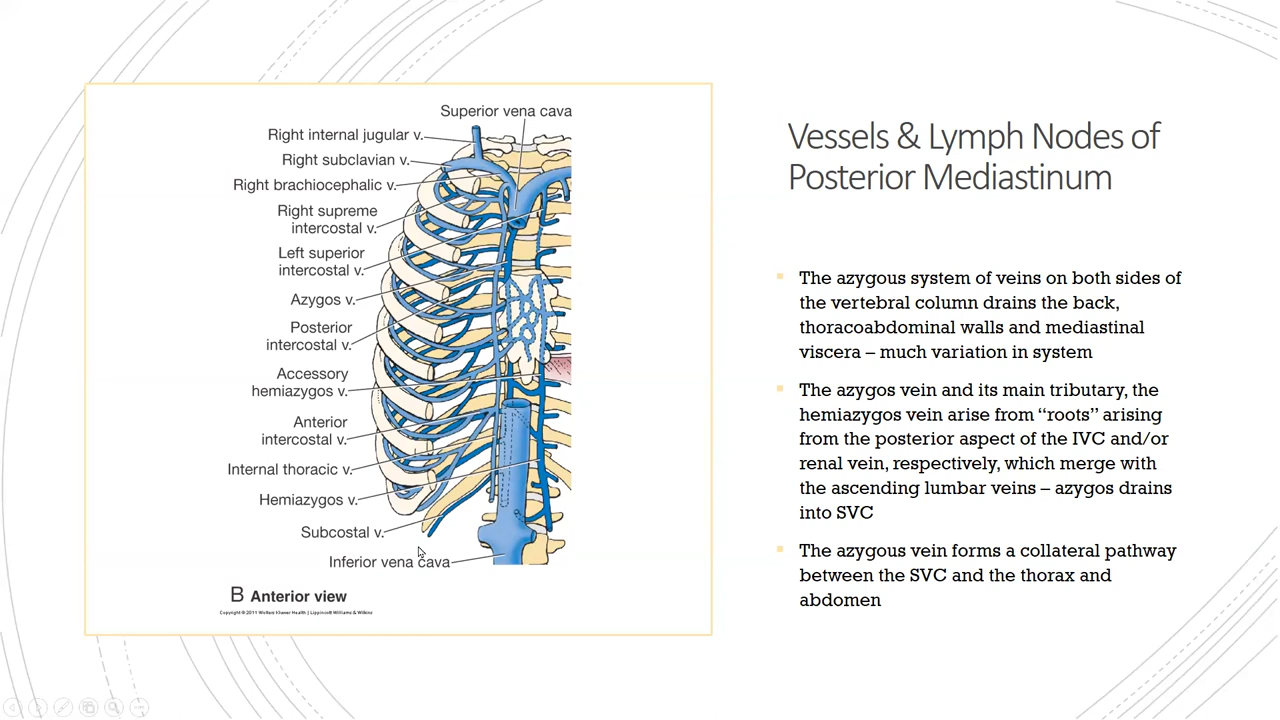 Superior vena cava
Right internal jugular v.
Right subclavian v.
Right brachiocephalic v.
Right supreme
intercostal v.
Left superior
intercostal v.
Azygos v.
Posterior
intercostal v.
Accessory
hemiazygos v.
Anterior
intercostal v.
Internal thoracic v.
Hemiazygos v.
Subcostal v.
Inferior vena cava
B Anterior view
Copyright © 2011 Wolters Kluwer Health | Lippincott Williams & Wilkins
Vessels & Lymph Nodes of
Posterior Mediastinum
The azygous system of veins on both sides of
the vertebral column drains the back,
thoracoabdominal walls and mediastinal
viscera – much variation in system
The azygos vein and its main tributary, the
hemiazygos vein arise from “roots” arising
from the posterior aspect of the IVC and/or
renal vein, respectively, which merge with
the ascending lumbar veins – azygos drains
into SVC
The azygous vein forms a collateral pathway
between the SVC and the thorax and
abdomen